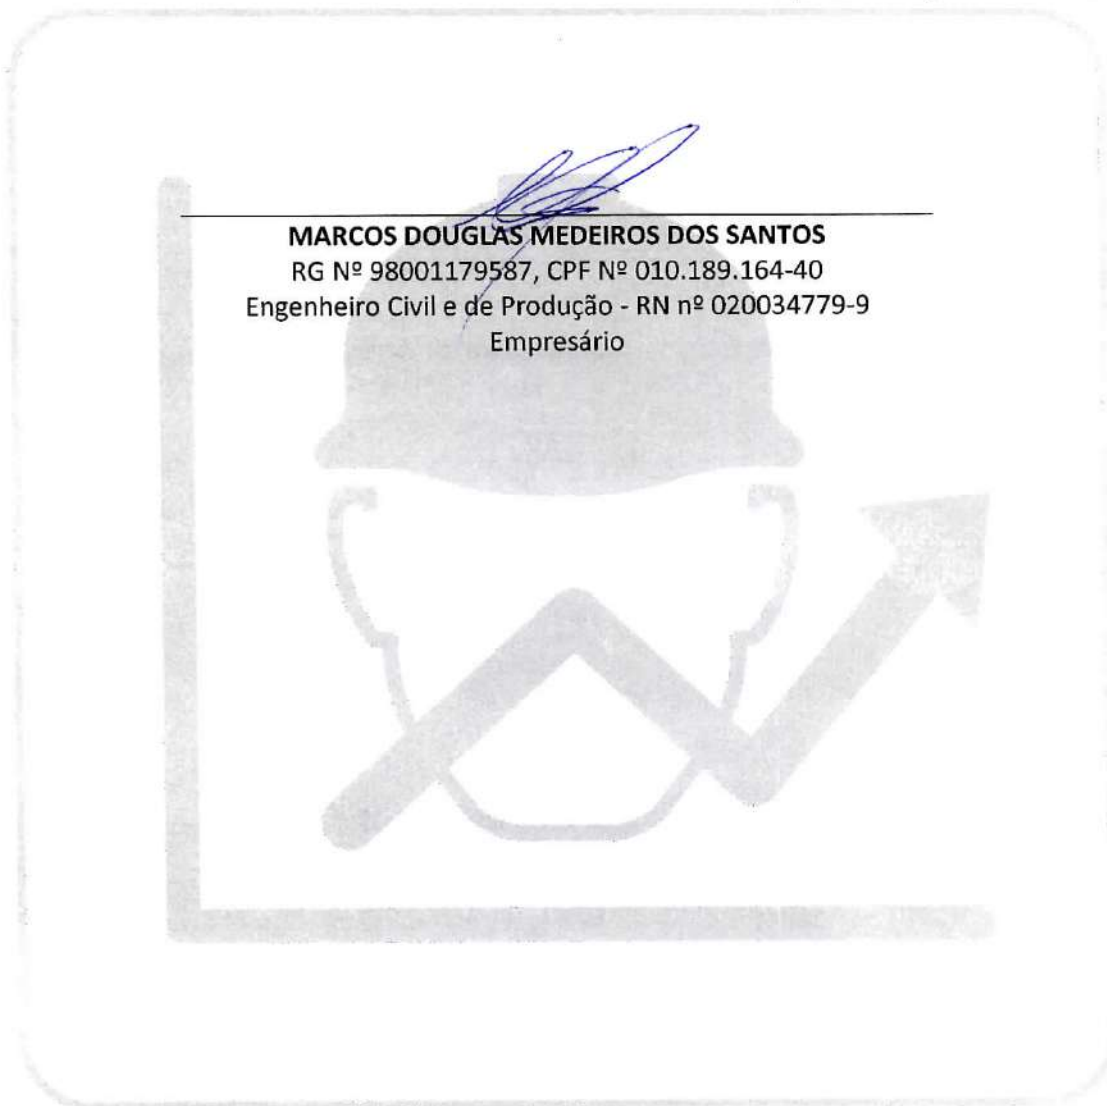 MARCOS DOUGLAS MEDEIROS DOS SANTOS
RG Nº 98001179587, CPF Nº 010.189.164-40
Engenheiro Civil e de Produção - RN nº 020034779-9
Empresário